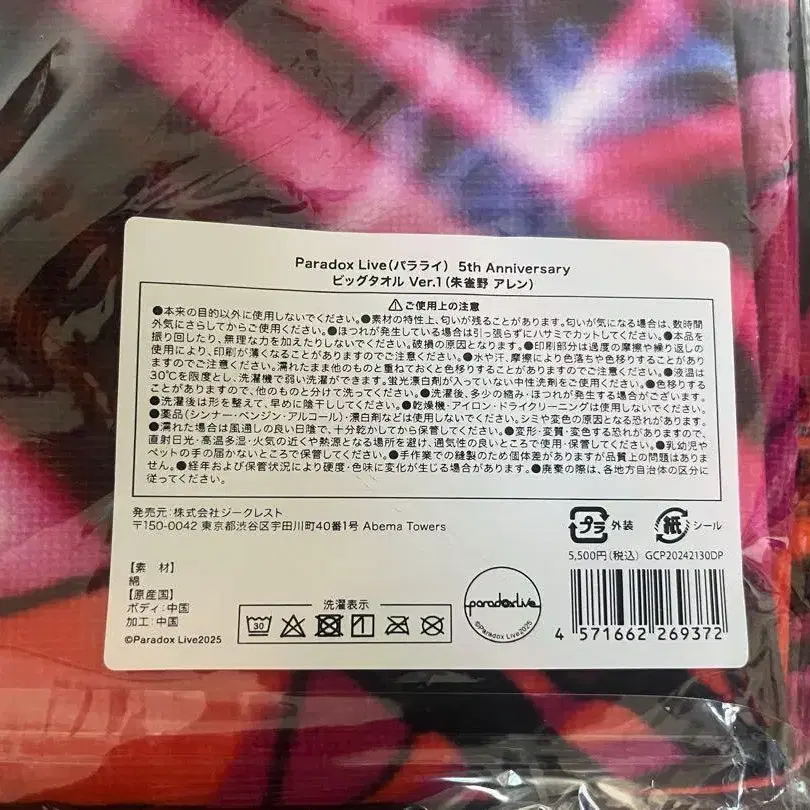 Paradox Live(パラライ) 5th Anniversary
ビッグタオル Ver.1(朱雀野 アレン)
⚠ご使用上の注意
●本来の目的以外に使用しないでください。●素材の特性上、匂いが残ることがあります。匂いが気になる場合は、数時間
外気にさらしてからご使用ください。●ほつれが発生している場合は引っ張らずにハサミでカットしてください。●本品を
振り回したり、無理な力を加えたりしないでください。破損の原因となります。●印刷部分は過度の摩擦や繰り返しの
使用により、印刷が薄くなることがありますのでご注意ください。●水や汗、摩擦により色落ちや色移りすることがあり
ますのでご注意ください。濡れたまま他のものと重ねておくと色移りすることがありますのでご注意ください。●液温は
30℃を限度とし、洗濯機で弱い洗濯ができます。蛍光漂白剤が入っていない中性洗剤をご使用ください。●色移りする
ことがありますので、他のものと分けて洗ってください。●洗濯後、多少の縮み・ほつれが発生する場合がございます。
●洗濯後は形を整えて、早めに陰干ししてください。●乾燥機・アイロン・ドライクリーニングは使用しないでください。
●薬品(シンナー・ベンジン・アルコール)・漂白剤などは使用しないでください。シミや変色の原因となる恐れがあります。
●濡れた場合は風通しの良い日陰で、十分乾かしてから保管してください。●変形・変質・変色する恐れがありますので、
直射日光・高温多湿・火気の近くや熱源となる場所を避け、通気性の良いところで使用・保管してください。●乳幼児や
ペットの手の届かないところで保管してください。●手作業での縫製のため個体差がありますが品質上の問題はありま
せん。●経年および保管状況により硬度・色味に変化が生じる場合があります。●廃棄の際は、各地方自治体の区分に
従ってください。
発売元:株式会社ジークレスト
〒150-0042 東京都渋谷区宇田川町40番1号 Abema Towers
プラ 外装 紙 シール
5,500円(税込) GCP20242130DP
【素 材】
綿
【原産国】
ボディ:中国
加工:中国
©Paradox Live2025
洗濯表示
30
paradoxlive
©Paradox Live2025
4 571662 269372